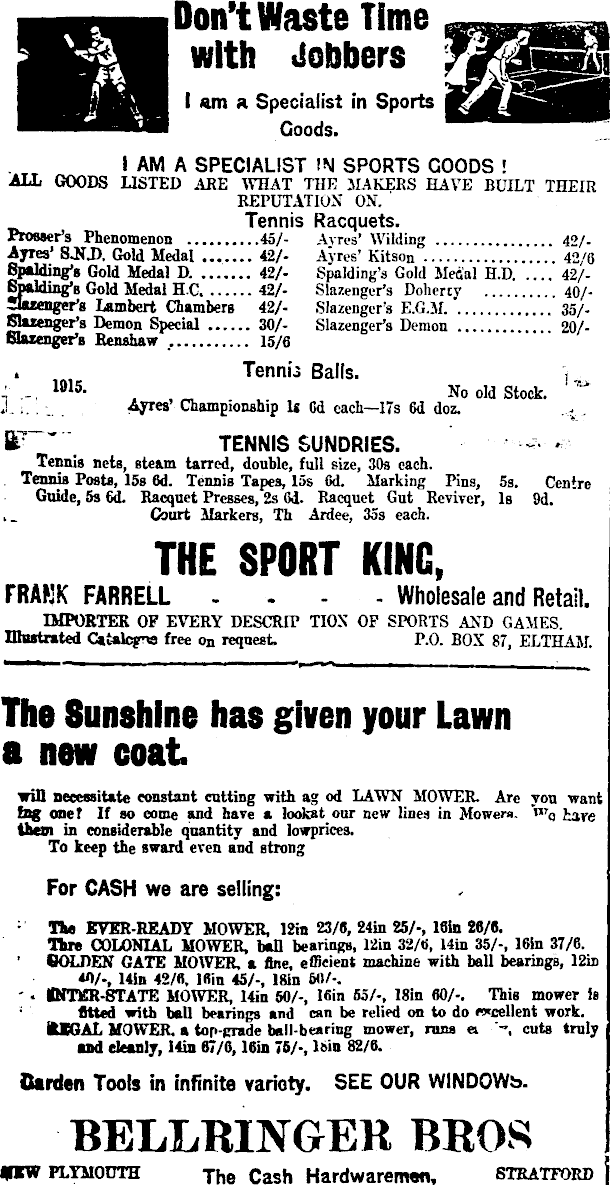 Don't Waste Time
with Jobbers
I am a Specialist in Sports
Goods.
I AM A SPECIALIST IN SPORTS GOODS !
ALL GOODS LISTED ARE WHAT THE MAKERS HAVE BUILT THEIR
REPUTATION ON.
Tennis Racquets.
Prosser's Phenomenon ..........45/-
Ayres' S.N.D. Gold Medal ....... 42/-
Spalding's Gold Medal D. ....... 42/-
Spalding's Gold Medal H.C. ...... 42/-
Slazenger's Lambert Chambers 42/-
Slazenger's Demon Special ...... 30/-
Slazenger's Renshaw ........... 15/6
Ayres' Wilding ................ 42/-
Ayres' Kitson ................. 42/6
Spalding's Gold Medal H.D. .... 42/-
Slazenger's Doherty .......... 40/-
Slazenger's E.G.M. ............. 35/-
Slazenger's Demon ............. 20/-
Tennis Balls.
1915. No old Stock.
Ayres' Championship 1s 6d each—17s 6d doz.
TENNIS SUNDRIES.
Tennis nets, steam tarred, double, full size, 30s each.
Tennis Posts, 15s 6d. Tennis Tapes, 15s 6d. Marking Pins, 5s. Centre
Guide, 5s 6d. Racquet Presses, 2s 6d. Racquet Gut Reviver, 1s 9d.
Court Markers, Th Ardee, 35s each.
THE SPORT KING,
FRANK FARRELL - - - - Wholesale and Retail.
IMPORTER OF EVERY DESCRIP TION OF SPORTS AND GAMES.
Illustrated Catalogue free on request. P.O. BOX 87, ELTHAM.
The Sunshine has given your Lawn
a new coat.
will necessitate constant cutting with ag od LAWN MOWER. Are you want
ing one? If so come and have a lookat our new lines in Mowers. We have
them in considerable quantity and lowprices.
To keep the sward even and strong
For CASH we are selling:
The EVER-READY MOWER, 12in 23/6, 24in 25/-, 16in 26/6.
Thre COLONIAL MOWER, ball bearings, 12in 32/6, 14in 35/-, 16in 37/6.
GOLDEN GATE MOWER, a fine, efficient machine with ball bearings, 12in
40/-, 14in 42/6, 16in 45/-, 18in 50/-.
INTER-STATE MOWER, 14in 50/-, 16in 55/-, 18in 60/-. This mower is
fitted with ball bearings and can be relied on to do excellent work.
REGAL MOWER, a top-grade ball-bearing mower, runs cuts truly
and cleanly, 14in 67/6, 16in 75/-, 18in 82/6.
Garden Tools in infinite variety. SEE OUR WINDOWS.
BELLRINGER BROS
NEW PLYMOUTH The Cash Hardwaremen, STRATFORD